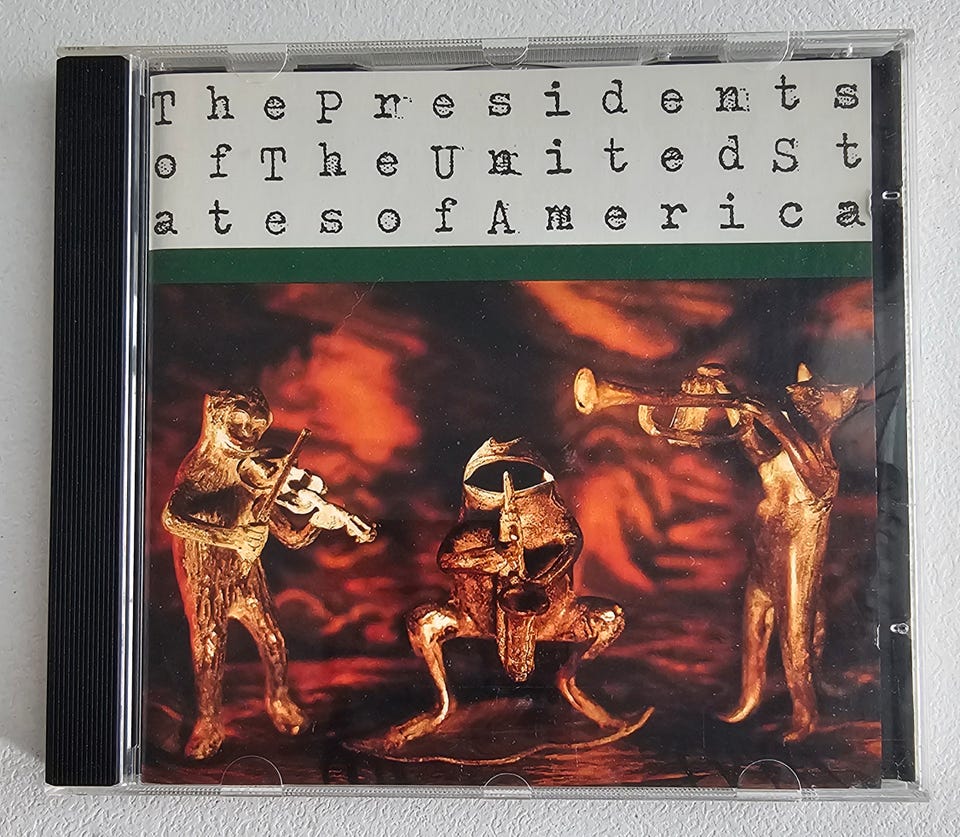 ThePresidents
ofTheUnitedSt
atesofAmerica